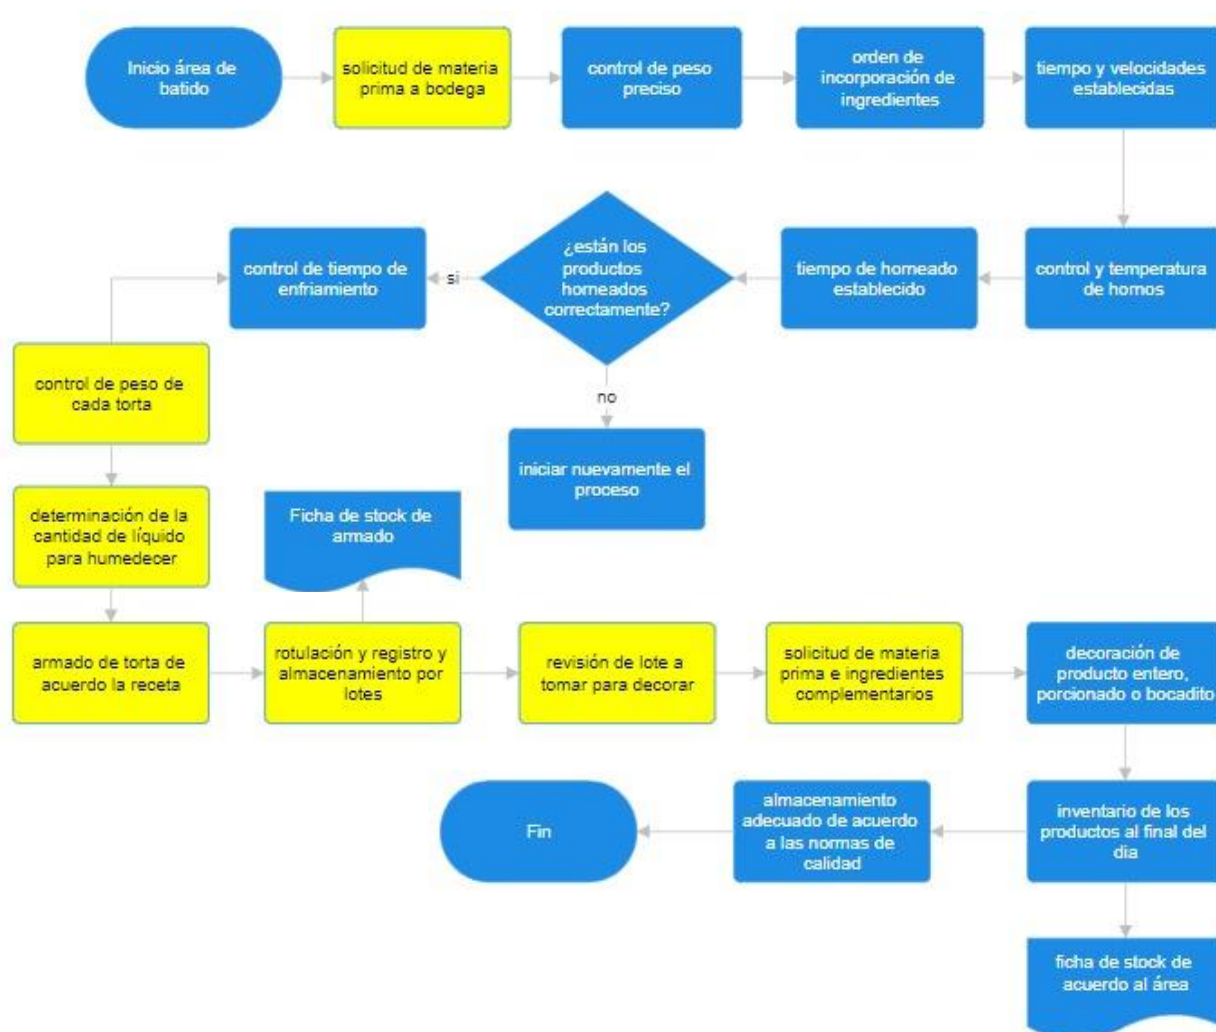 Inicio área de
batido
solicitud de materia
prima a bodega
control de peso
preciso
orden de
incorporación de
ingredientes
tiempo y velocidades
establecidas
control y temperatura
de hornos
tiempo de horneado
establecido
¿están los
productos
horneados
correctamente?
si
control de tiempo de
enfriamiento
no
iniciar nuevamente el
proceso
control de peso de
cada torta
determinación de la
cantidad de líquido
para humedecer
armado de torta de
acuerdo la receta
Ficha de stock de
armado
rotulación y registro y
almacenamiento por
lotes
revisión de lote a
tomar para decorar
solicitud de materia
prima e ingredientes
complementarios
decoración de
producto entero,
porcionado o bocadito
inventario de los
productos al final del
dia
almacenamiento
adecuado de acuerdo
a las normas de
calidad
Fin
ficha de stock de
acuerdo al área